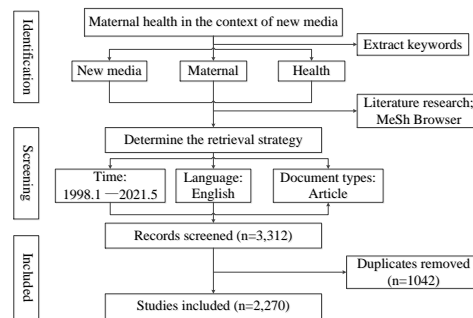 Identification
Maternal health in the context of new media
Extract keywords
New media
Maternal
Health
Literature research;
MeSh Browser
Screening
Determine the retrieval strategy
Time:
1998.1 —2021.5
Language:
English
Document types:
Article
Records screened (n=3,312)
Included
Duplicates removed
(n=1042)
Studies included (n=2,270)